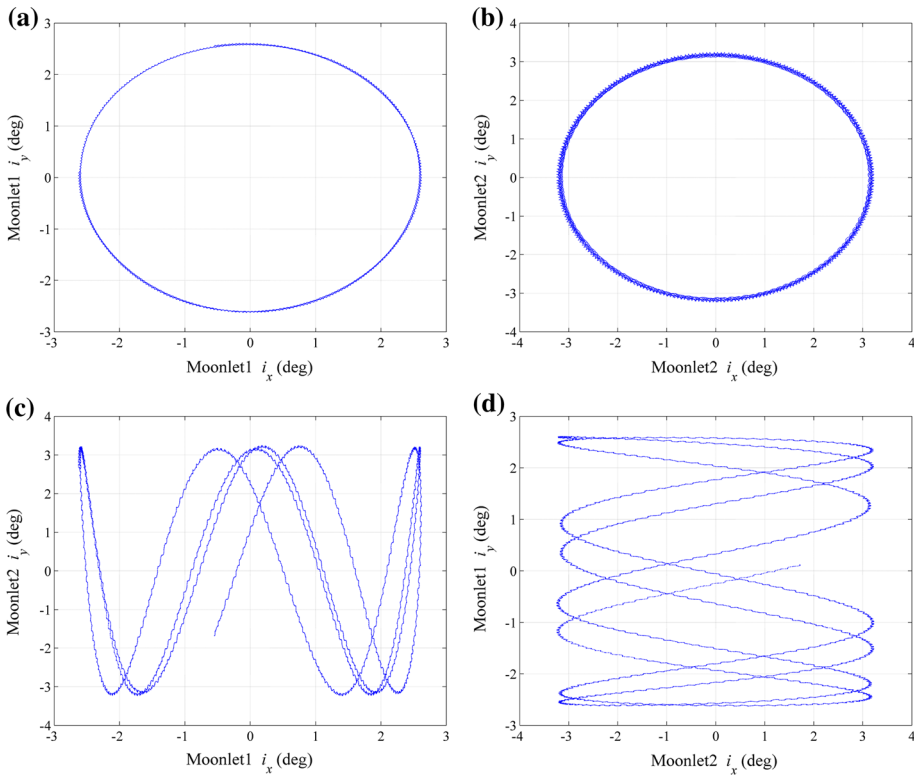 (a)
3
2
1
0
-1
-2
-3
-3 -2 -1 0 1 2 3
Moonlet1 i_y (deg)
Moonlet1 i_x (deg)
(b)
4
3
2
1
0
-1
-2
-3
-4
-4 -3 -2 -1 0 1 2 3 4
Moonlet2 i_y (deg)
Moonlet2 i_x (deg)
(c)
4
3
2
1
0
-1
-2
-3
-4
-3 -2 -1 0 1 2 3
Moonlet2 i_y (deg)
Moonlet1 i_x (deg)
(d)
3
2
1
0
-1
-2
-3
-4 -3 -2 -1 0 1 2 3 4
Moonlet1 i_y (deg)
Moonlet2 i_x (deg)